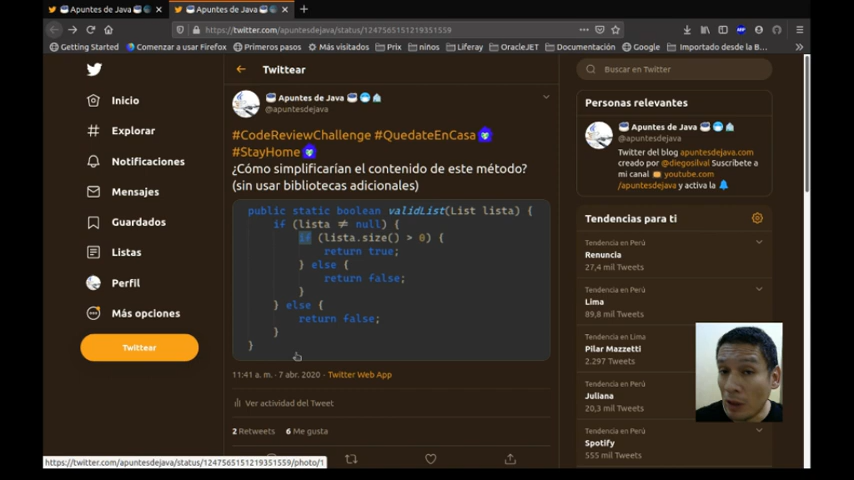 Apuntes de Java
Apuntes de Java
https://twitter.com/apuntesdejava/status/1247565151219351559
Getting Started
Comenzar a usar Firefox
Primeros pasos
Más visitados
Prix
niños
Liferay
OracleJET
Documentación
Google
Importado desde la B...
Inicio
Explorar
Notificaciones
Mensajes
Guardados
Listas
Perfil
Más opciones
Twittear
Twittear
Apuntes de Java
@apuntesdejava
#CodeReviewChallenge #QuedateEnCasa
#StayHome
¿Cómo simplificarían el contenido de este método?
(sin usar bibliotecas adicionales)
public static boolean validList(List lista) {
if (lista ≠ null) {
if (lista.size() > 0) {
return true;
} else {
return false;
}
} else {
return false;
}
}
11:41 a. m. · 7 abr. 2020 · Twitter Web App
Ver actividad del Tweet
2 Retweets 6 Me gusta
Buscar en Twitter
Personas relevantes
Apuntes de Java
@apuntesdejava
Twitter del blog apuntesdejava.com
creado por @diegosilval Suscríbete a
mi canal youtube.com
/apuntesdejava y activa la
Tendencias para ti
Tendencia en Perú
Renuncia
27,4 mil Tweets
Tendencia en Perú
Lima
89,8 mil Tweets
Tendencia en Lima
Pilar Mazzetti
2.297 Tweets
Tendencia en Perú
Juliana
20,3 mil Tweets
Tendencia en Perú
Spotify
555 mil Tweets
https://twitter.com/apuntesdejava/status/1247565151219351559/photo/1